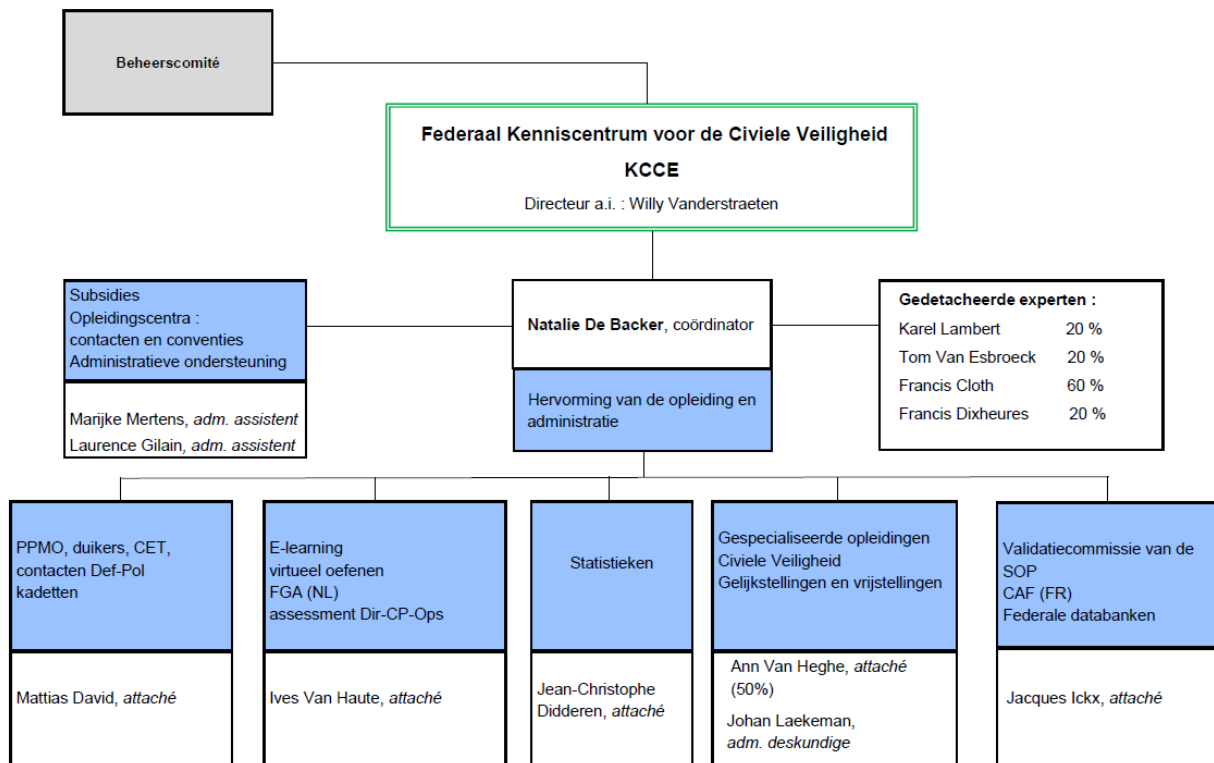 Beheerscomité
Federaal Kenniscentrum voor de Civiele Veiligheid
KCCE
Directeur a.i. : Willy Vanderstraeten
Subsidies
Opleidingscentra :
contacten en conventies
Administratieve ondersteuning
Marijke Mertens, adm. assistent
Laurence Gilain, adm. assistent
Natalie De Backer, coördinator
Hervorming van de opleiding en
administratie
Gedetacheerde experten :
Karel Lambert 20 %
Tom Van Esbroeck 20 %
Francis Cloth 60 %
Francis Dixheures 20 %
PPMO, duikers, CET,
contacten Def-Pol
kadetten
Mattias David, attaché
E-learning
virtueel oefenen
FGA (NL)
assessment Dir-CP-Ops
Ives Van Haute, attaché
Statistieken
Jean-Christophe
Didderen, attaché
Gespecialiseerde opleidingen
Civiele Veiligheid
Gelijkstellingen en vrijstellingen
Ann Van Heghe, attaché
(50%)
Johan Laekeman,
adm. deskundige
Validatiecommissie van de
SOP
CAF (FR)
Federale databanken
Jacques Ickx, attaché